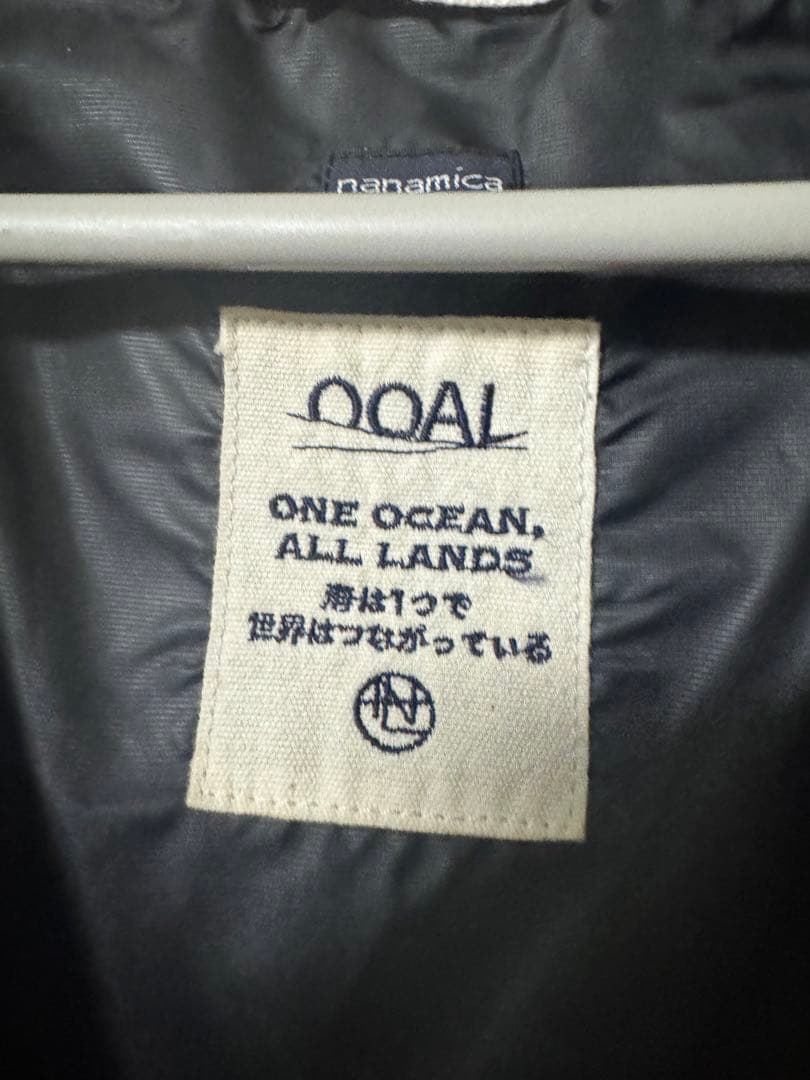 nanamica
OOAL
ONE OCEAN,
ALL LANDS
海は1つで
世界はつながっている